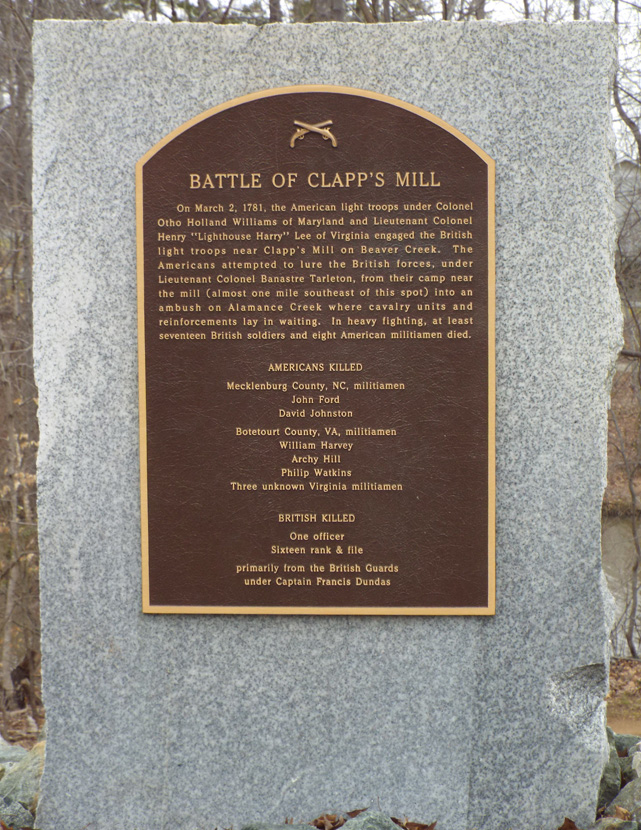 BATTLE OF CLAPP'S MILL
On March 2, 1781, the American light troops under Colonel
Otho Holland Williams of Maryland and Lieutenant Colonel
Henry "Lighthouse Harry" Lee of Virginia engaged the British
light troops near Clapp's Mill on Beaver Creek. The
Americans attempted to lure the British forces, under
Lieutenant Colonel Banastre Tarleton, from their camp near
the mill (almost one mile southeast of this spot) into an
ambush on Alamance Creek where cavalry units and
reinforcements lay in waiting. In heavy fighting, at least
seventeen British soldiers and eight American militiamen died.
AMERICANS KILLED
Mecklenburg County, NC, militiamen
John Ford
David Johnston
Botetourt County, VA, militiamen
William Harvey
Archy Hill
Philip Watkins
Three unknown Virginia militiamen
BRITISH KILLED
One officer
Sixteen rank & file
primarily from the British Guards
under Captain Francis Dundas